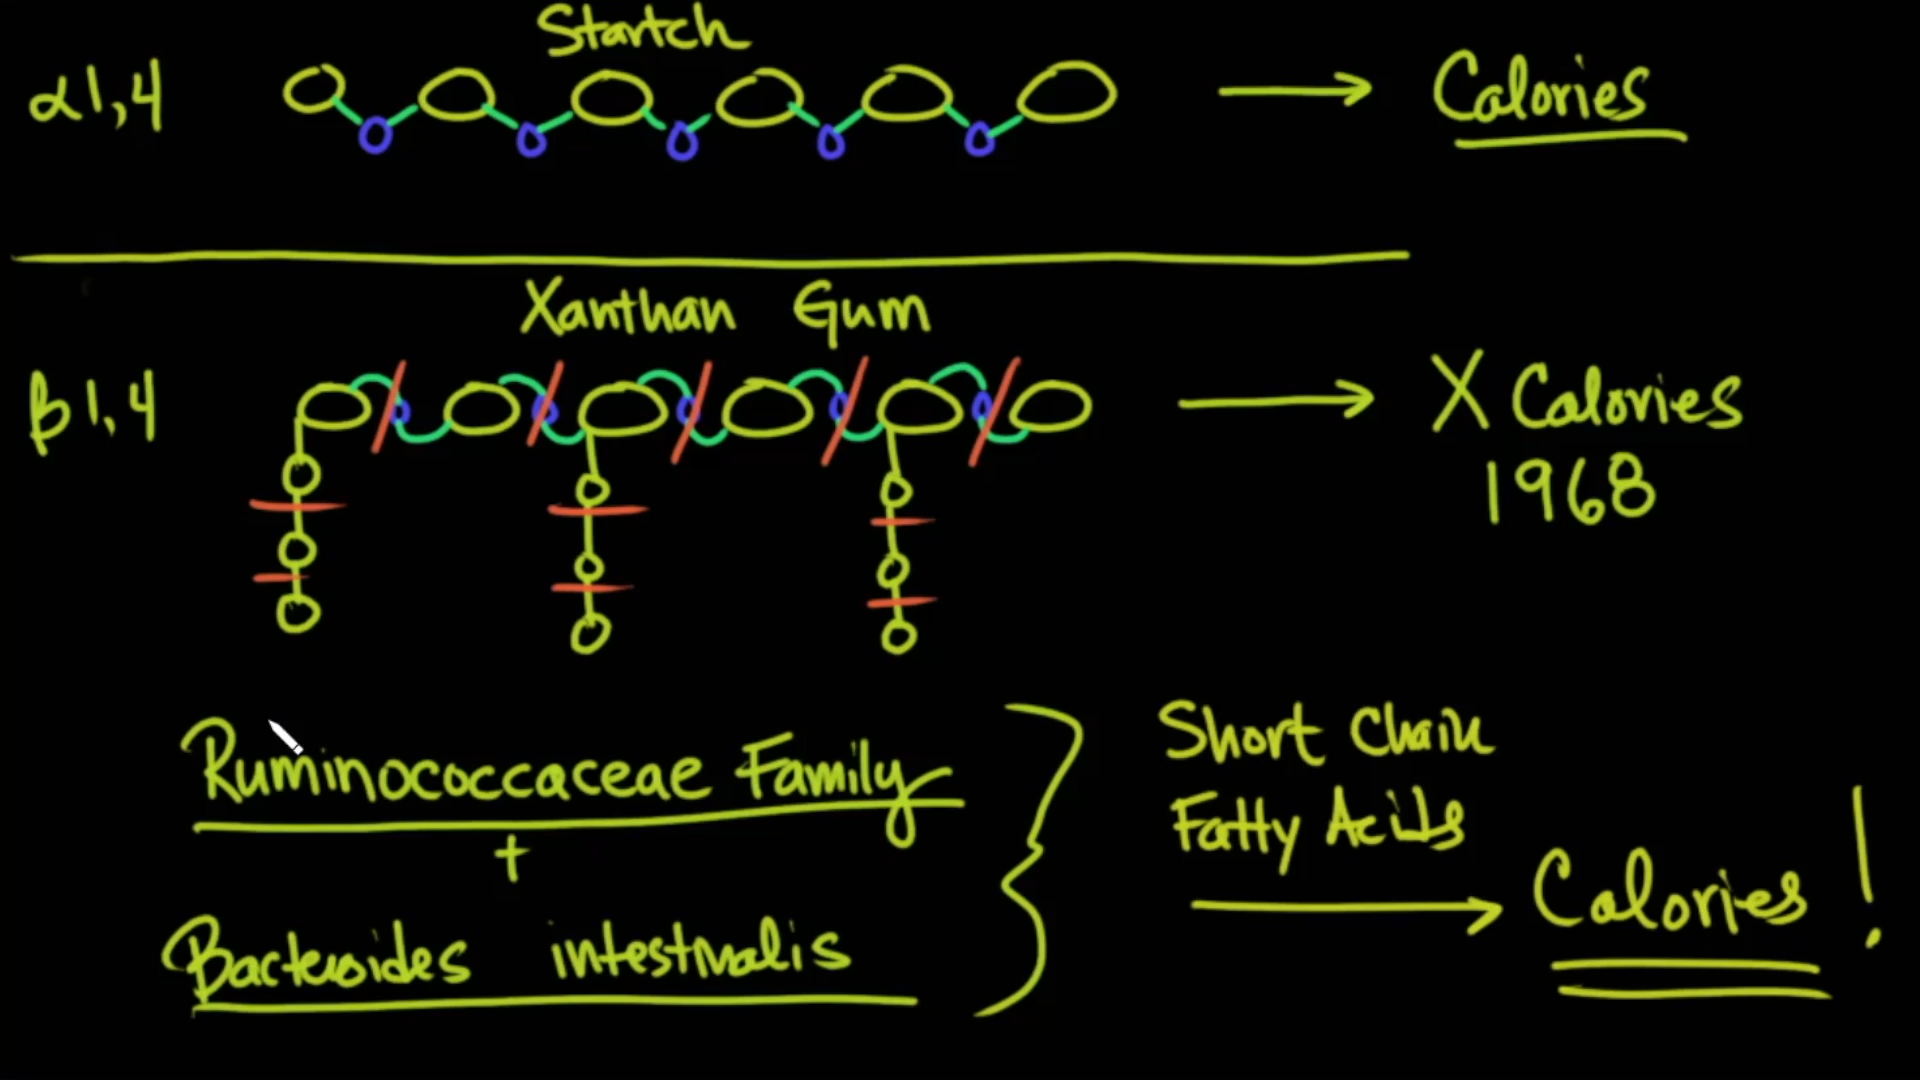 Startch
α1,4
Calories
Xanthan Gum
β1,4
X Calories
1968
Ruminococcaceae Family
+
Bacteroides intestinalis
Short Chain
Fatty Acids
Calories!